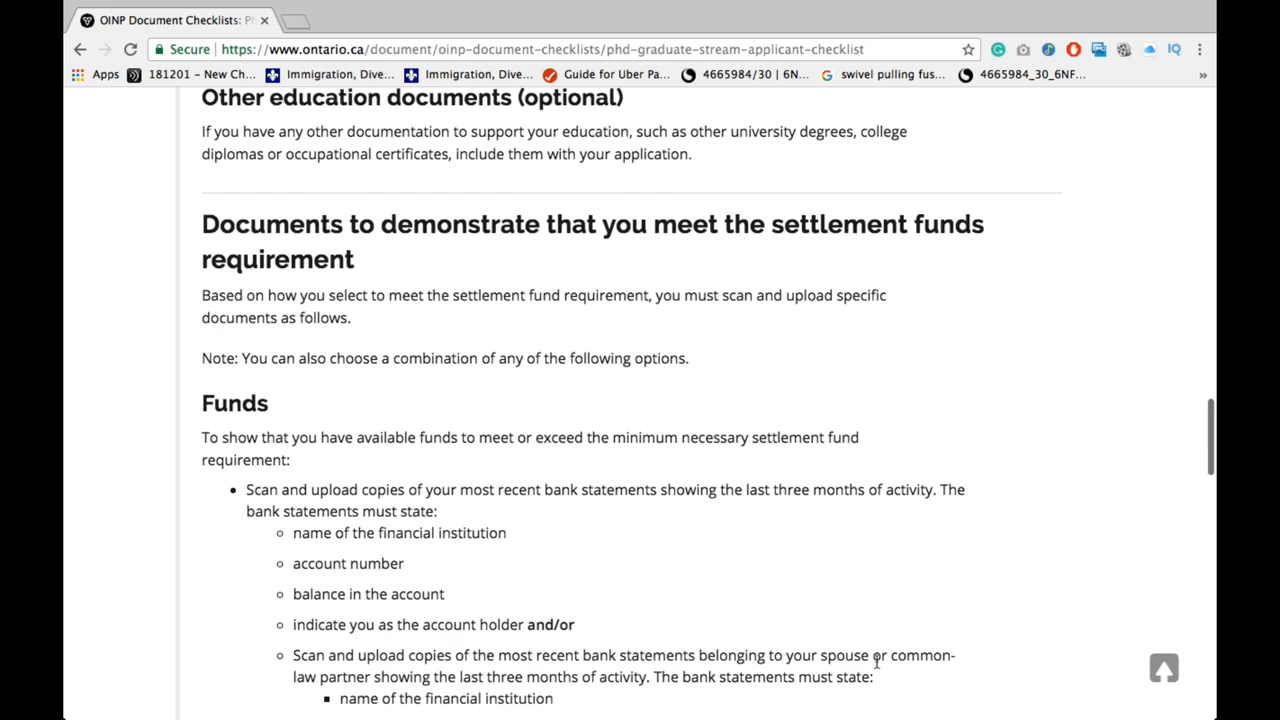 OINP Document Checklists: Ph
Secure https://www.ontario.ca/document/oinp-document-checklists/phd-graduate-stream-applicant-checklist
Apps 181201 – New Ch... Immigration, Dive... Immigration, Dive... Guide for Uber Pa... 4665984/30 | 6N... swivel pulling fus... 4665984_30_6NF... »
Other education documents (optional)
If you have any other documentation to support your education, such as other university degrees, college
diplomas or occupational certificates, include them with your application.
Documents to demonstrate that you meet the settlement funds
requirement
Based on how you select to meet the settlement fund requirement, you must scan and upload specific
documents as follows.
Note: You can also choose a combination of any of the following options.
Funds
To show that you have available funds to meet or exceed the minimum necessary settlement fund
requirement:
Scan and upload copies of your most recent bank statements showing the last three months of activity. The
bank statements must state:
name of the financial institution
account number
balance in the account
indicate you as the account holder and/or
Scan and upload copies of the most recent bank statements belonging to your spouse or common-
law partner showing the last three months of activity. The bank statements must state:
name of the financial institution